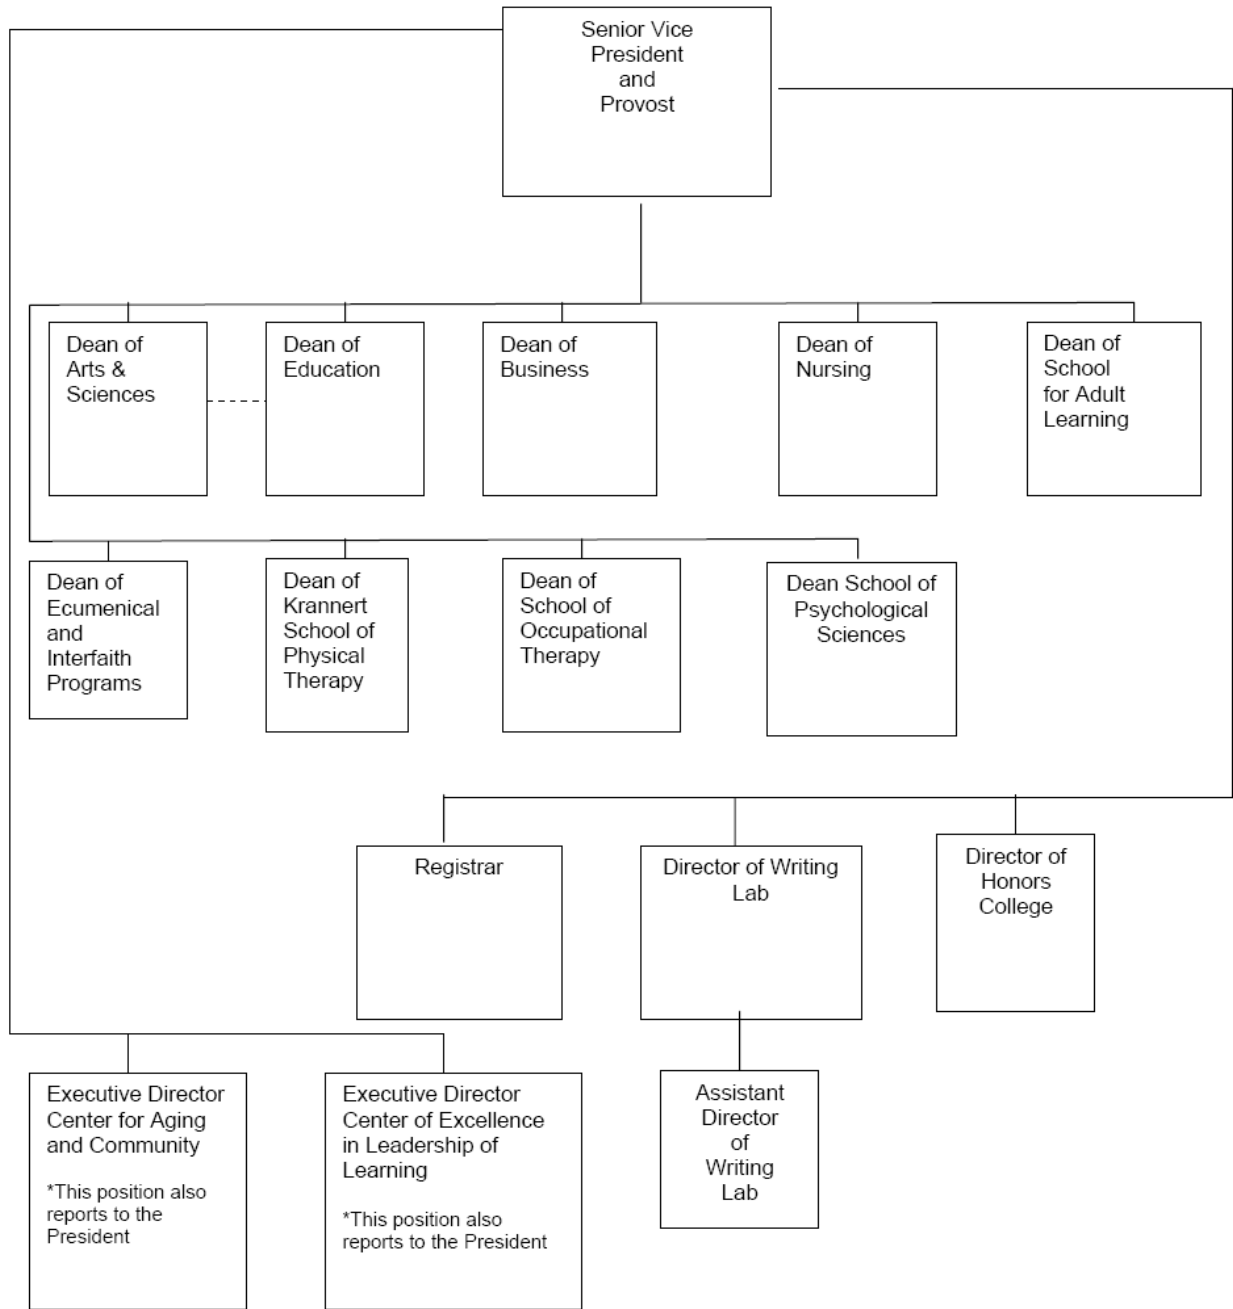 Senior Vice
President
and
Provost
Dean of
Arts &
Sciences
Dean of
Education
Dean of
Business
Dean of
Nursing
Dean of
School
for Adult
Learning
Dean of
Ecumenical
and
Interfaith
Programs
Dean of
Krannert
School of
Physical
Therapy
Dean of
School of
Occupational
Therapy
Dean School of
Psychological
Sciences
Registrar
Director of Writing
Lab
Director of
Honors
College
Executive Director
Center for Aging
and Community
*This position also
reports to the
President
Executive Director
Center of Excellence
in Leadership of
Learning
*This position also
reports to the President
Assistant
Director
of
Writing
Lab